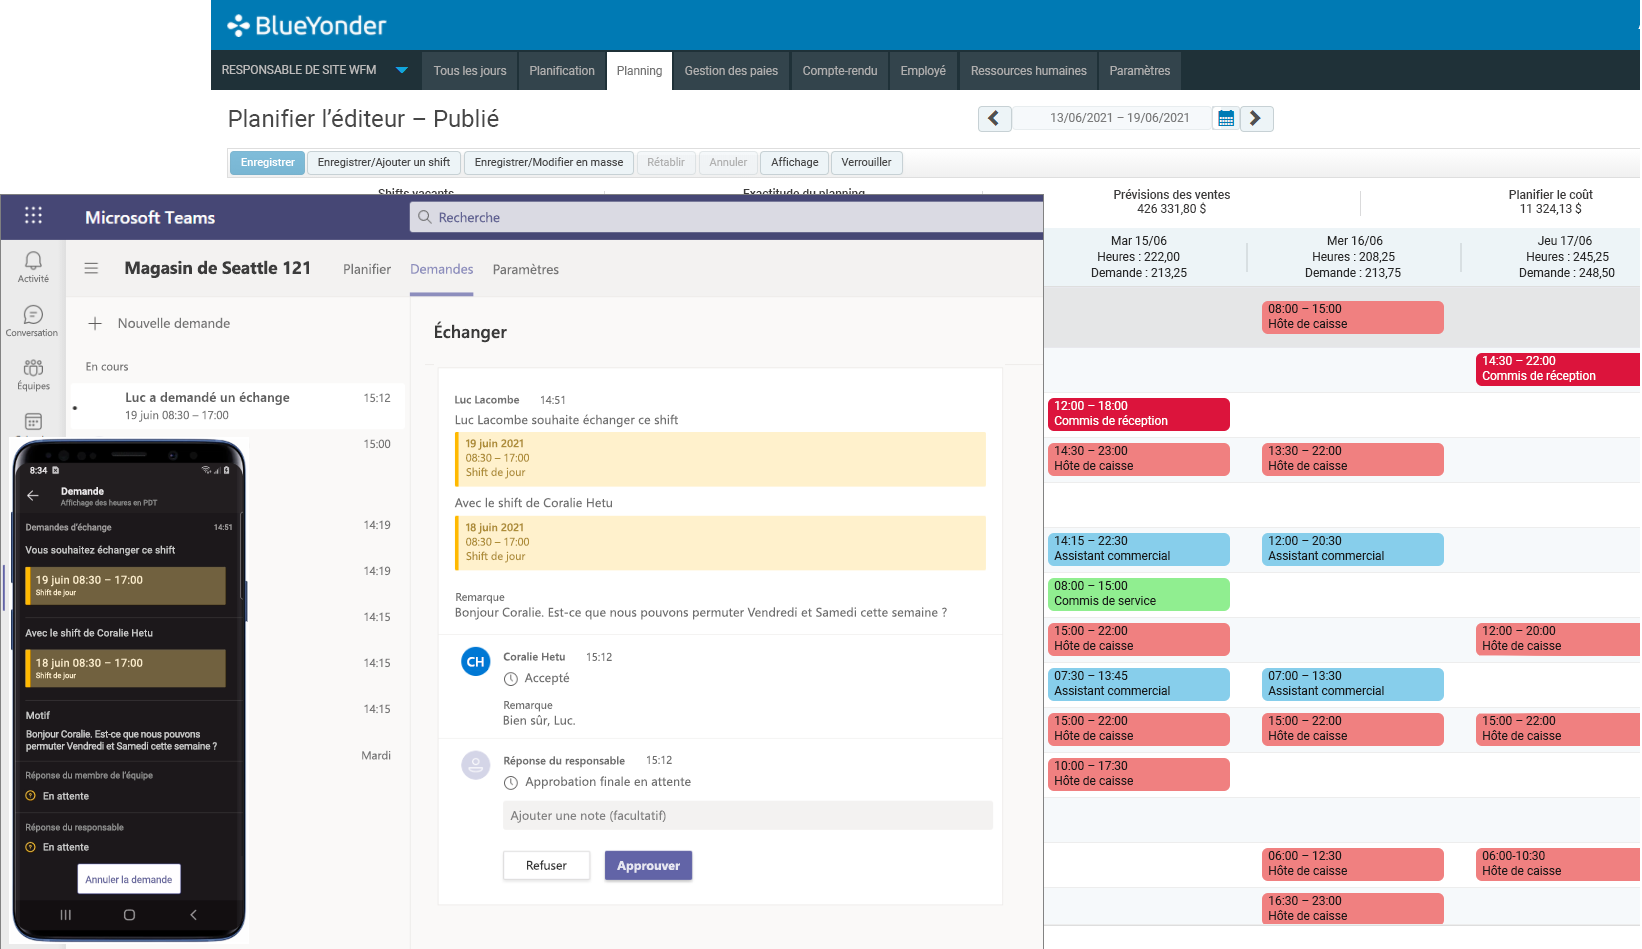 BlueYonder
RESPONSABLE DE SITE WFM
Tous les jours
Planification
Planning
Gestion des paies
Compte-rendu
Employé
Ressources humaines
Paramètres
Planifier l’éditeur – Publié
13/06/2021 – 19/06/2021
Enregistrer
Enregistrer/Ajouter un shift
Enregistrer/Modifier en masse
Rétablir
Annuler
Affichage
Verrouiller
Shifts vacants
Exactitude du planning
Prévisions des ventes
426 331,80 $
Planifier le coût
11 324,13 $
Mar 15/06
Heures : 222,00
Demande : 213,25
Mer 16/06
Heures : 208,25
Demande : 213,75
Jeu 17/06
Heures : 245,25
Demande : 248,50
08:00 – 15:00
Hôte de caisse
14:30 – 22:00
Commis de réception
12:00 – 18:00
Commis de réception
14:30 – 23:00
Hôte de caisse
13:30 – 22:00
Hôte de caisse
14:15 – 22:30
Assistant commercial
12:00 – 20:30
Assistant commercial
08:00 – 15:00
Commis de service
15:00 – 22:00
Hôte de caisse
12:00 – 20:00
Hôte de caisse
07:30 – 13:45
Assistant commercial
07:00 – 13:30
Assistant commercial
15:00 – 22:00
Hôte de caisse
15:00 – 22:00
Hôte de caisse
15:00 – 22:00
Hôte de caisse
10:00 – 17:30
Hôte de caisse
06:00 – 12:30
Hôte de caisse
06:00-10:30
Hôte de caisse
16:30 – 23:00
Hôte de caisse
Microsoft Teams
Recherche
Activité
Conversation
Équipes
Magasin de Seattle 121
Planifier
Demandes
Paramètres
Nouvelle demande
En cours
Luc a demandé un échange
15:12
19 juin 08:30 – 17:00
15:00
14:19
14:19
14:15
14:15
14:15
Mardi
Échanger
Luc Lacombe 14:51
Luc Lacombe souhaite échanger ce shift
19 juin 2021
08:30 – 17:00
Shift de jour
Avec le shift de Coralie Hetu
18 juin 2021
08:30 – 17:00
Shift de jour
Remarque
Bonjour Coralie. Est-ce que nous pouvons permuter Vendredi et Samedi cette semaine ?
CH
Coralie Hetu 15:12
Accepté
Remarque
Bien sûr, Luc.
Réponse du responsable 15:12
Approbation finale en attente
Ajouter une note (facultatif)
Refuser
Approuver
8:34
Demande
Affichage des heures en PDT
Demandes d’échange 14:51
Vous souhaitez échanger ce shift
19 juin 08:30 – 17:00
Shift de jour
Avec le shift de Coralie Hetu
18 juin 08:30 – 17:00
Shift de jour
Motif
Bonjour Coralie. Est-ce que nous pouvons
permuter Vendredi et Samedi cette semaine ?
Réponse du membre de l’équipe
En attente
Réponse du responsable
En attente
Annuler la demande